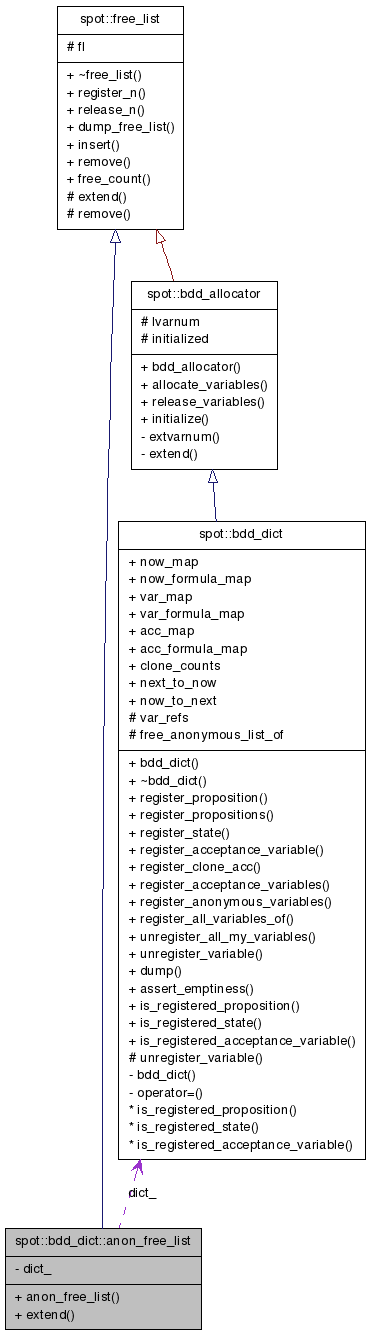 spot::free_list
# fl
+ ~free_list()
+ register_n()
+ release_n()
+ dump_free_list()
+ insert()
+ remove()
+ free_count()
# extend()
# remove()
spot::bdd_allocator
# lvarnum
# initialized
+ bdd_allocator()
+ allocate_variables()
+ release_variables()
+ initialize()
- extvarnum()
- extend()
spot::bdd_dict
+ now_map
+ now_formula_map
+ var_map
+ var_formula_map
+ acc_map
+ acc_formula_map
+ clone_counts
+ next_to_now
+ now_to_next
# var_refs
# free_anonymous_list_of
+ bdd_dict()
+ ~bdd_dict()
+ register_proposition()
+ register_propositions()
+ register_state()
+ register_acceptance_variable()
+ register_clone_acc()
+ register_acceptance_variables()
+ register_anonymous_variables()
+ register_all_variables_of()
+ unregister_all_my_variables()
+ unregister_variable()
+ dump()
+ assert_emptiness()
+ is_registered_proposition()
+ is_registered_state()
+ is_registered_acceptance_variable()
# unregister_variable()
- bdd_dict()
- operator=()
* is_registered_proposition()
* is_registered_state()
* is_registered_acceptance_variable()
dict_
spot::bdd_dict::anon_free_list
- dict_
+ anon_free_list()
+ extend()